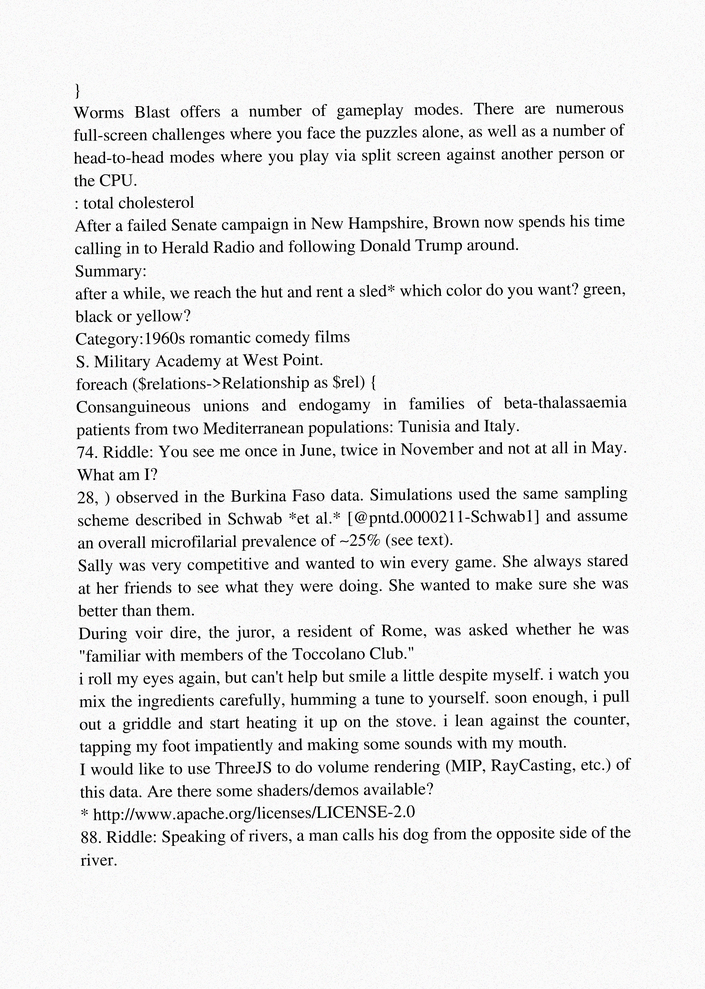 }
Worms Blast offers a number of gameplay modes. There are numerous
full-screen challenges where you face the puzzles alone, as well as a number of
head-to-head modes where you play via split screen against another person or
the CPU.
: total cholesterol
After a failed Senate campaign in New Hampshire, Brown now spends his time
calling in to Herald Radio and following Donald Trump around.
Summary:
after a while, we reach the hut and rent a sled* which color do you want? green,
black or yellow?
Category:1960s romantic comedy films
S. Military Academy at West Point.
foreach ($relations->Relationship as $rel) {
Consanguineous unions and endogamy in families of beta-thalassaemia
patients from two Mediterranean populations: Tunisia and Italy.
74. Riddle: You see me once in June, twice in November and not at all in May.
What am I?
28, ) observed in the Burkina Faso data. Simulations used the same sampling
scheme described in Schwab *et al.* [@pntd.0000211-Schwab1] and assume
an overall microfilarial prevalence of ~25% (see text).
Sally was very competitive and wanted to win every game. She always stared
at her friends to see what they were doing. She wanted to make sure she was
better than them.
During voir dire, the juror, a resident of Rome, was asked whether he was
"familiar with members of the Toccolano Club."
i roll my eyes again, but can't help but smile a little despite myself. i watch you
mix the ingredients carefully, humming a tune to yourself. soon enough, i pull
out a griddle and start heating it up on the stove. i lean against the counter,
tapping my foot impatiently and making some sounds with my mouth.
I would like to use ThreeJS to do volume rendering (MIP, RayCasting, etc.) of
this data. Are there some shaders/demos available?
* http://www.apache.org/licenses/LICENSE-2.0
88. Riddle: Speaking of rivers, a man calls his dog from the opposite side of the
river.